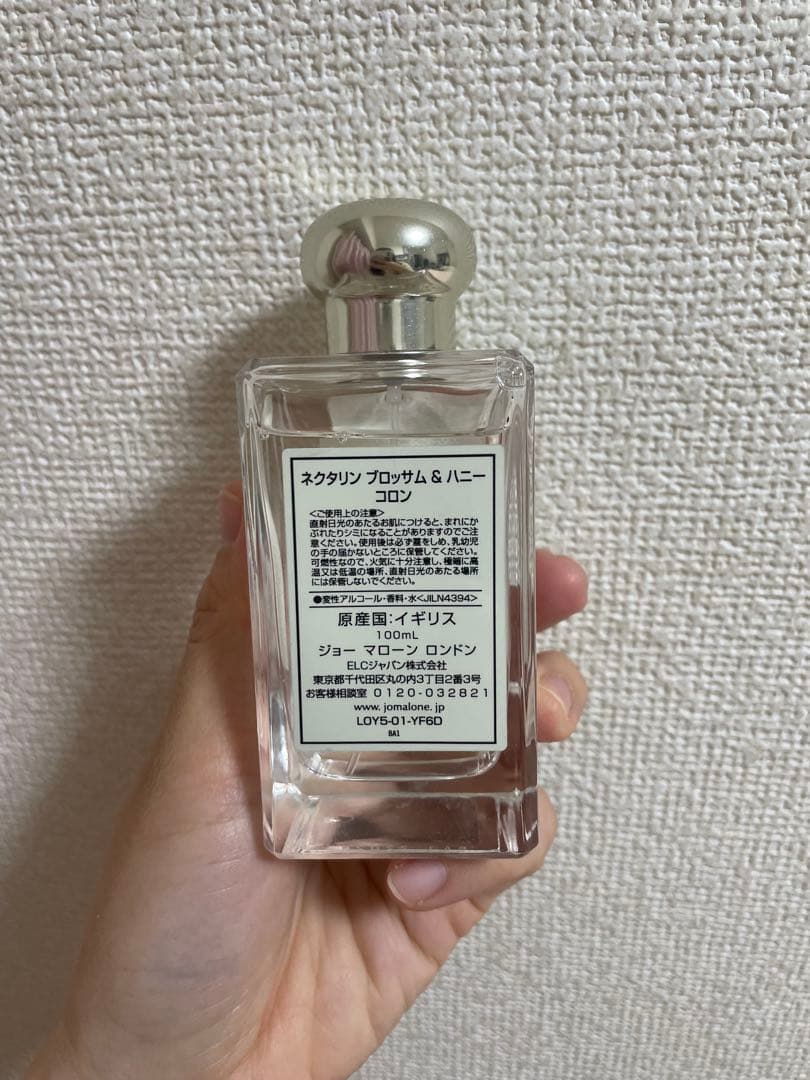 ネクタリン ブロッサム & ハニー
コロン
<ご使用上の注意>
直射日光のあたるお肌につけると、まれにか
ぶれたりシミになることがありますのでご注
意ください。使用後は必ず蓋をしめ、乳幼児
の手の届かないところに保管してください。
可燃性なので、火気に十分注意し、極端に高
温又は低温の場所、直射日光のあたる場所
には保管しないでください。
●変性アルコール・香料・水<JILN4394>
原産国:イギリス
100mL
ジョー マローン ロンドン
ELCジャパン株式会社
東京都千代田区丸の内3丁目2番3号
お客様相談室 0120-032821
www. jomalone. jp
LOY5-01-YF6D
BA1